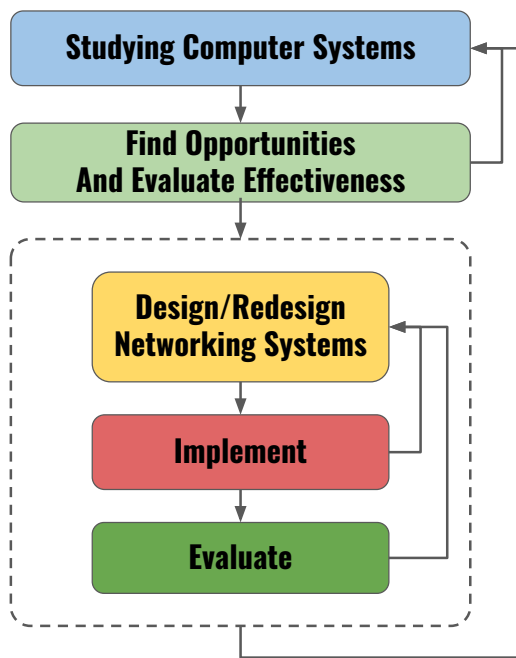 Studying Computer Systems
Find Opportunities
And Evaluate Effectiveness
Design/Redesign
Networking Systems
Implement
Evaluate